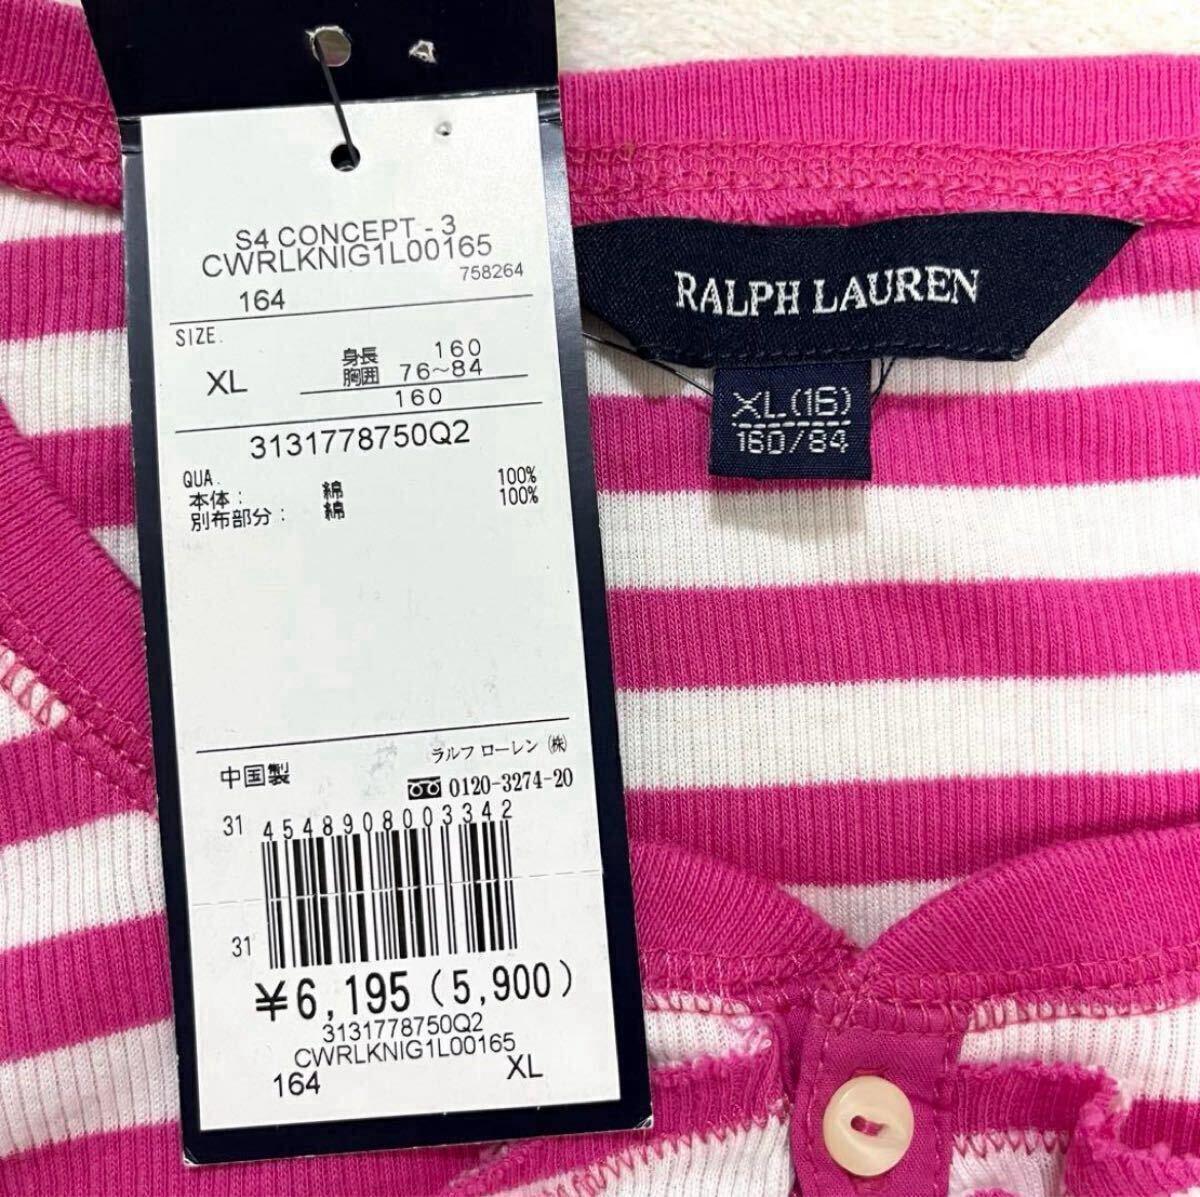 S4 CONCEPT - 3
CWRLKNIG1L00165
758264
164
SIZE.
XL
身長 160
胸囲 76~84
160
3131778750Q2
QUA.
本体: 綿 100%
別布部分: 綿 100%
中国製
ラルフ ローレン ㈱
0120-3274-20
31
4548908003342
31
¥6,195 (5,900)
3131778750Q2
CWRLKNIG1L00165
164 XL
RALPH LAUREN
XL(16)
160/84